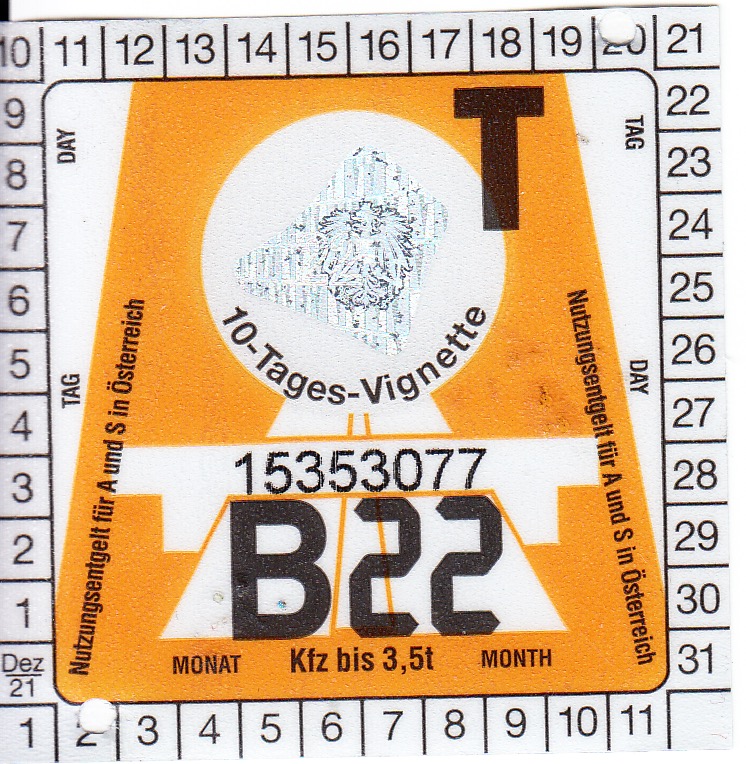 10 11 12 13 14 15 16 17 18 19 20 21
9
8
7
6
5
4
3
2
1
Dez
21
22
23
24
25
26
27
28
29
30
31
DAY
TAG
TAG
DAY
T
10-Tages-Vignette
Nutzungsentgelt für A und S in Österreich
Nutzungsentgelt für A und S in Österreich
15353077
B22
MONAT Kfz bis 3,5t MONTH
1 2 3 4 5 6 7 8 9 10 11